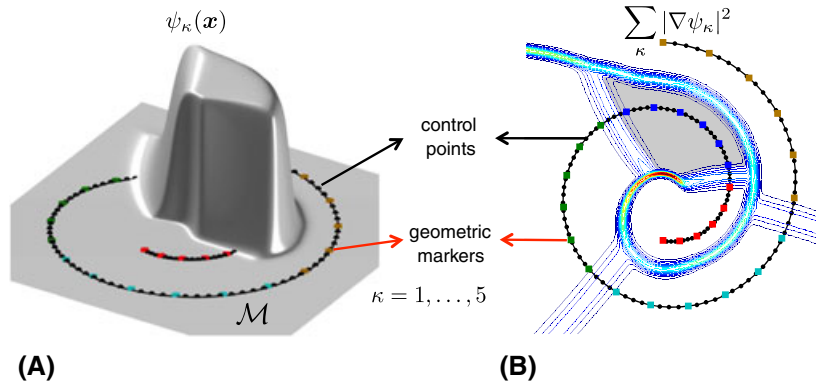 ψκ(x)
∑κ |∇ψκ|²
control
points
geometric
markers
κ = 1, . . . , 5
M
(A)
(B)